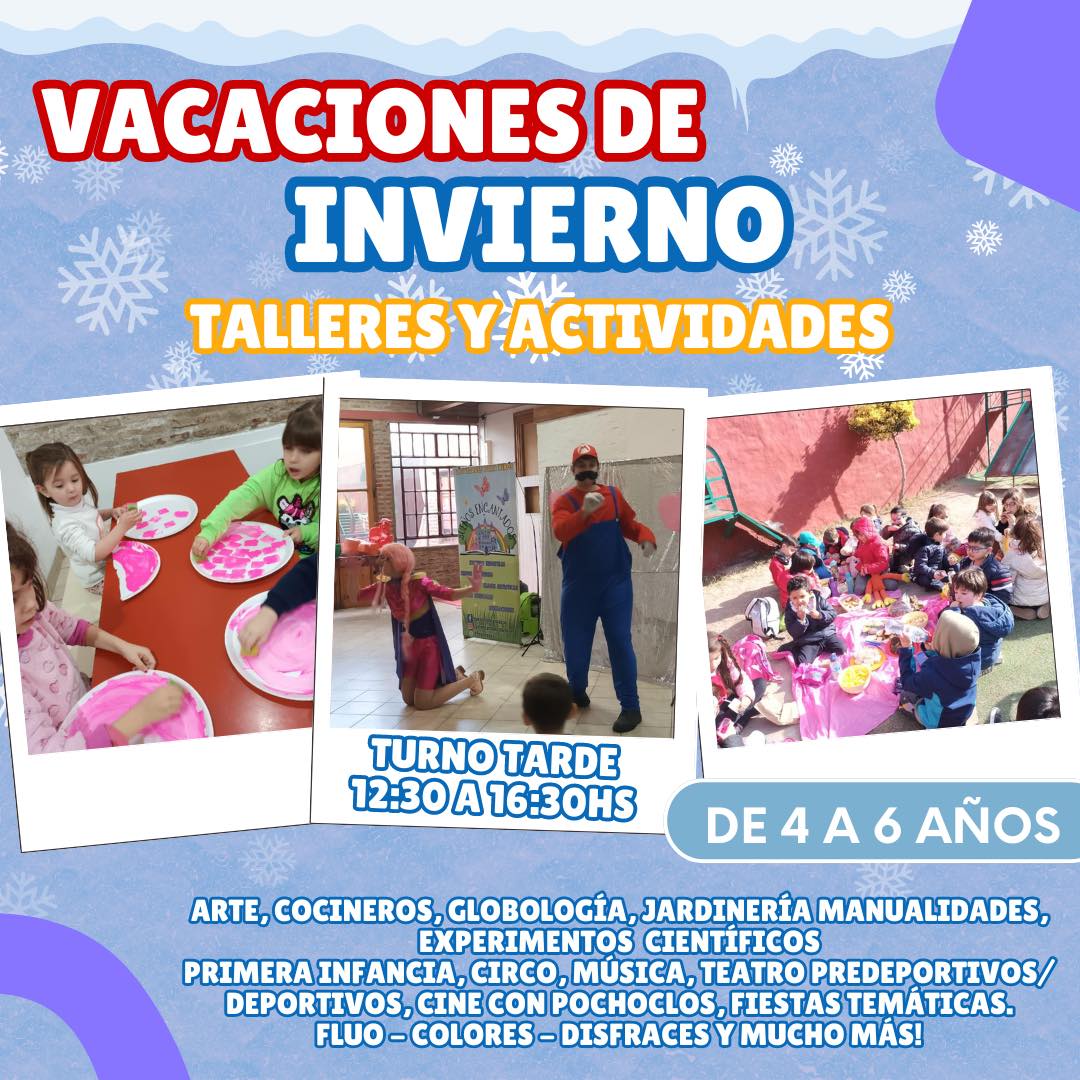 VACACIONES DE
INVIERNO
TALLERES Y ACTIVIDADES
TURNO TARDE
12:30 A 16:30HS
DE 4 A 6 AÑOS
ARTE, COCINEROS, GLOBOLOGÍA, JARDINERÍA MANUALIDADES,
EXPERIMENTOS CIENTÍFICOS
PRIMERA INFANCIA, CIRCO, MÚSICA, TEATRO PREDEPORTIVOS/
DEPORTIVOS, CINE CON POCHOCLOS, FIESTAS TEMÁTICAS.
FLUO – COLORES – DISFRACES Y MUCHO MÁS!